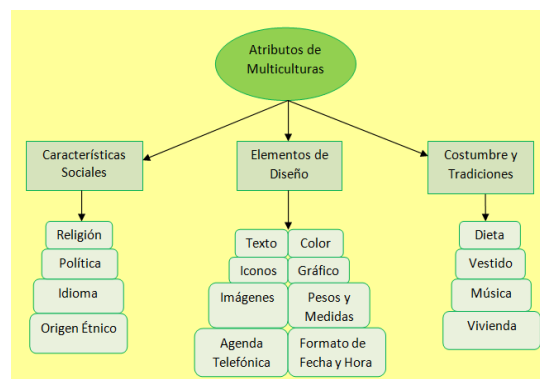 Atributos de
Multiculturas
Características
Sociales
Elementos de
Diseño
Costumbre y
Tradiciones
Religión
Política
Idioma
Origen Étnico
Texto
Color
Iconos
Gráfico
Imágenes
Pesos y
Medidas
Agenda
Telefónica
Formato de
Fecha y Hora
Dieta
Vestido
Música
Vivienda